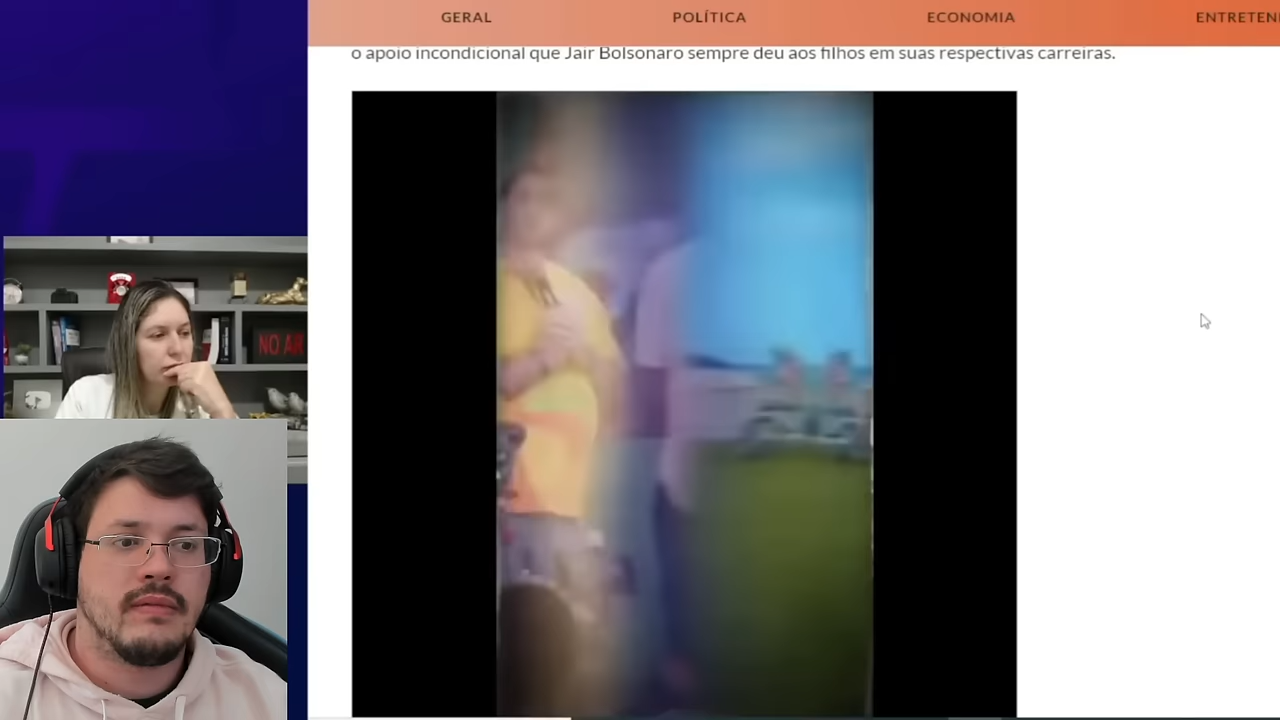 GERAL POLÍTICA ECONOMIA ENTRETEN
o apoio incondicional que Jair Bolsonaro sempre deu aos filhos em suas respectivas carreiras.
NO AR